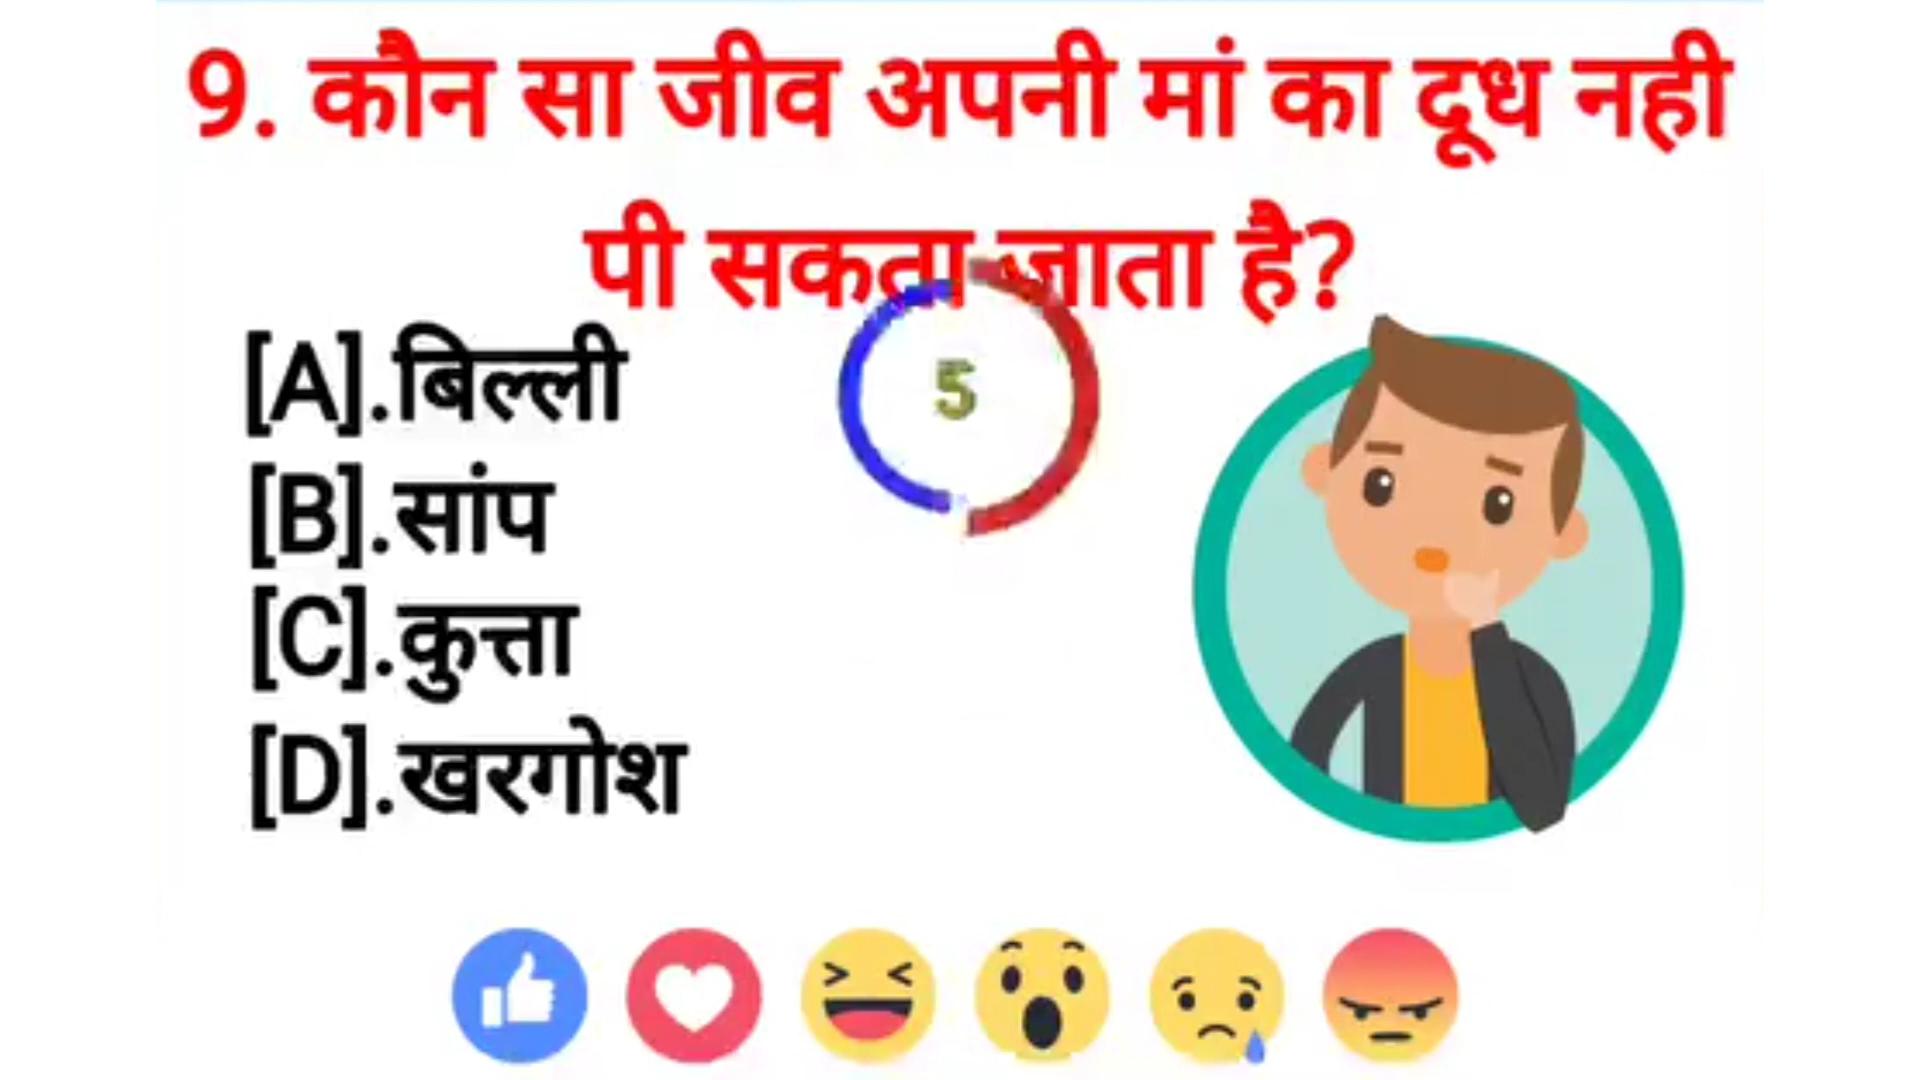 9. कौन सा जीव अपनी मां का दूध नही
पी सकता जाता है?
[A].बिल्ली
5
[B].सांप
[C].कुत्ता
[D].खरगोश